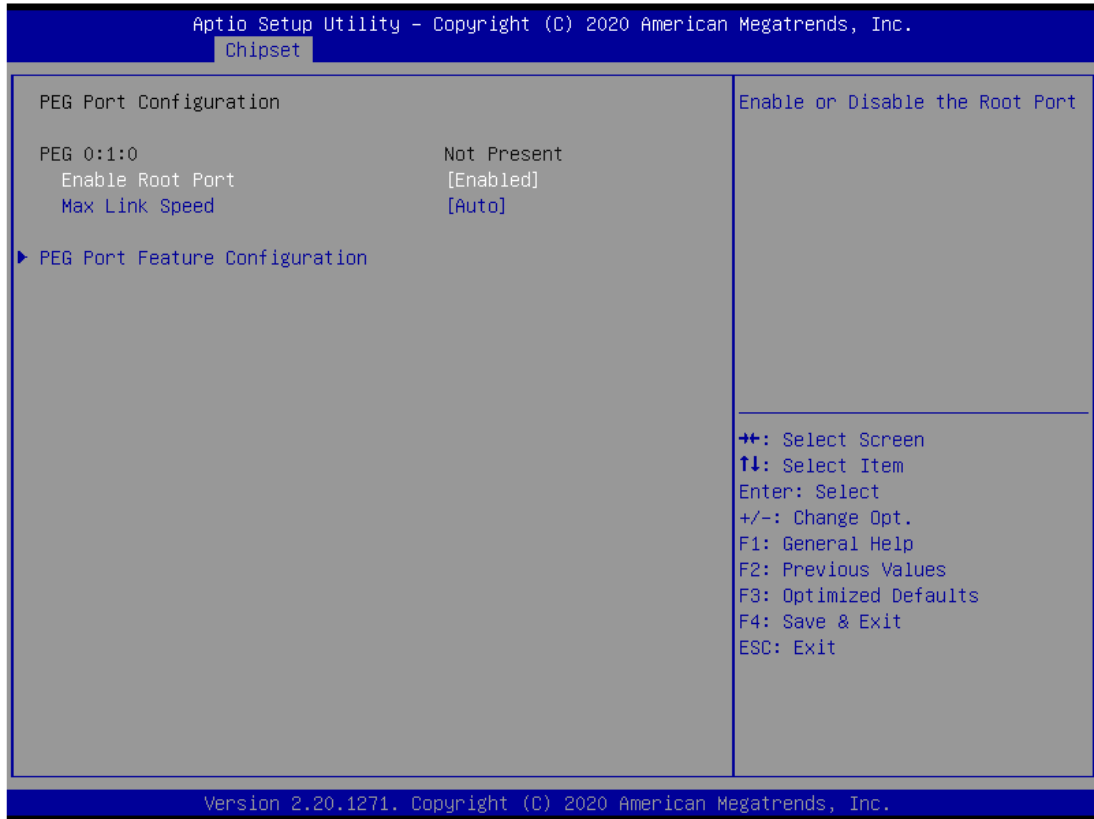 Aptio Setup Utility – Copyright (C) 2020 American Megatrends, Inc.
Chipset
PEG Port Configuration
PEG 0:1:0 Not Present
Enable Root Port [Enabled]
Max Link Speed [Auto]
▶ PEG Port Feature Configuration
Enable or Disable the Root Port
→←: Select Screen
↑↓: Select Item
Enter: Select
+/-: Change Opt.
F1: General Help
F2: Previous Values
F3: Optimized Defaults
F4: Save & Exit
ESC: Exit
Version 2.20.1271. Copyright (C) 2020 American Megatrends, Inc.